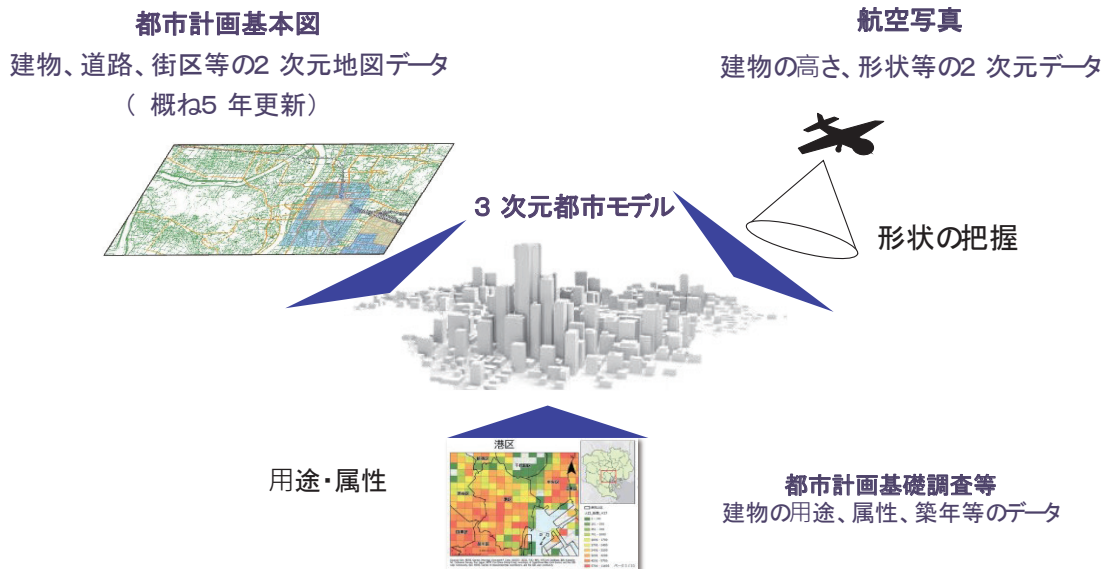 都市計画基本図
建物、道路、街区等の2 次元地図データ
( 概ね5 年更新)
航空写真
建物の高さ、形状等の2 次元データ
3 次元都市モデル
形状の把握
港区
用途・属性
都市計画基礎調査等
建物の用途、属性、築年等のデータ